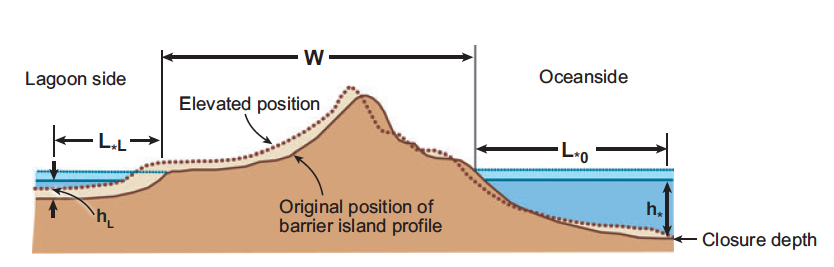 W
Lagoon side
Oceanside
Elevated position
L*L
L*0
Original position of
barrier island profile
hL
h*
Closure depth